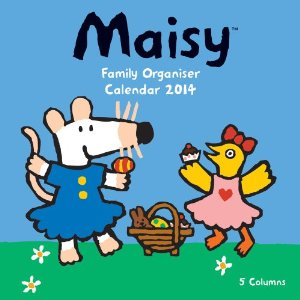 Maisy™
Family Organiser
Calendar 2014
5 Columns